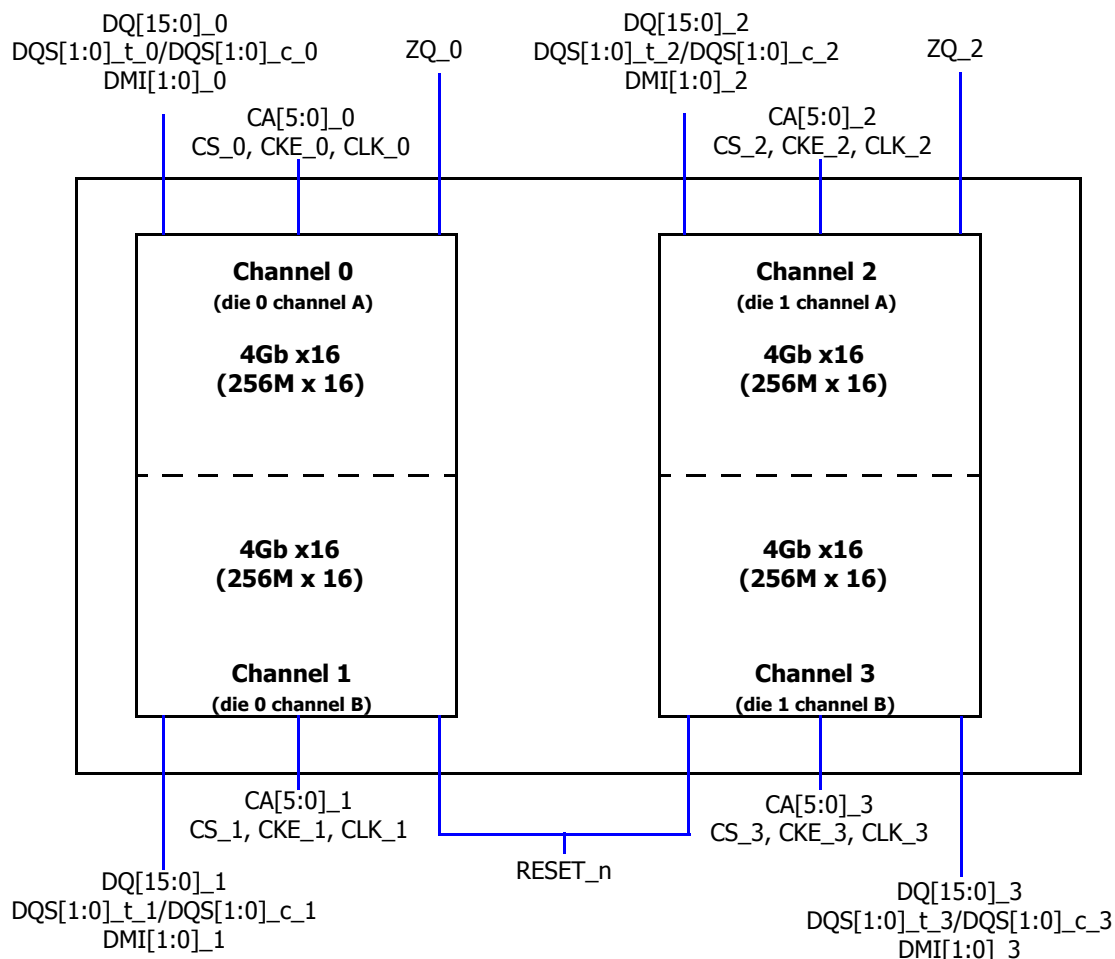 DQ[15:0]_0
DQS[1:0]_t_0/DQS[1:0]_c_0
DMI[1:0]_0
ZQ_0
CA[5:0]_0
CS_0, CKE_0, CLK_0
DQ[15:0]_2
DQS[1:0]_t_2/DQS[1:0]_c_2
DMI[1:0]_2
ZQ_2
CA[5:0]_2
CS_2, CKE_2, CLK_2
Channel 0
(die 0 channel A)
4Gb x16
(256M x 16)
4Gb x16
(256M x 16)
Channel 1
(die 0 channel B)
Channel 2
(die 1 channel A)
4Gb x16
(256M x 16)
4Gb x16
(256M x 16)
Channel 3
(die 1 channel B)
CA[5:0]_1
CS_1, CKE_1, CLK_1
DQ[15:0]_1
DQS[1:0]_t_1/DQS[1:0]_c_1
DMI[1:0]_1
RESET_n
CA[5:0]_3
CS_3, CKE_3, CLK_3
DQ[15:0]_3
DQS[1:0]_t_3/DQS[1:0]_c_3
DMI[1:0]_3